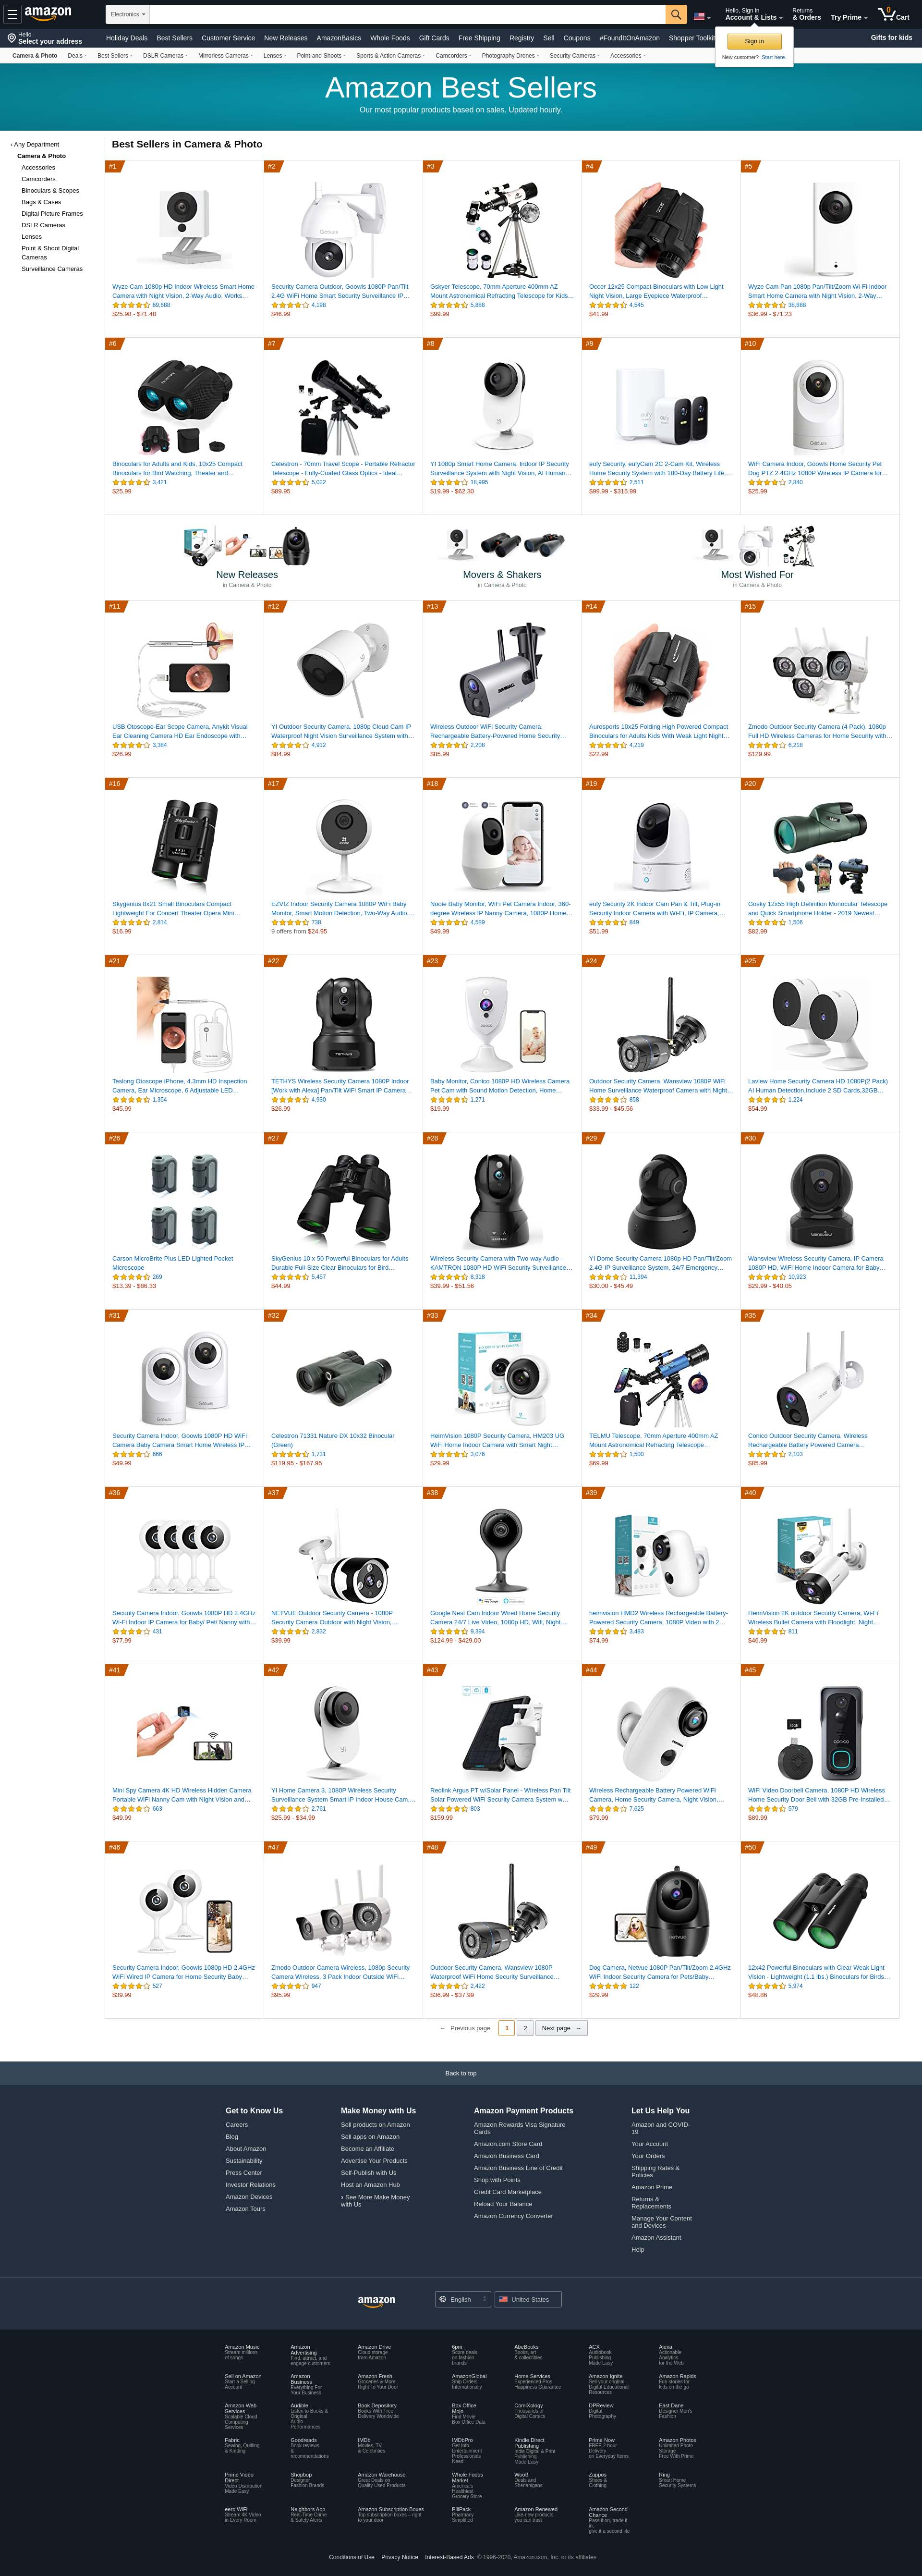 Hello
Select your address
amazon
Electronics
Hello, Sign in
Account & Lists
Returns
& Orders
Try Prime
0
Cart
Holiday Deals Best Sellers Customer Service New Releases AmazonBasics Whole Foods Gift Cards Free Shipping Registry Sell Coupons #FoundItOnAmazon Shopper Toolkit
Gifts for kids
Sign in
New customer? Start here.
Camera & Photo Deals Best Sellers DSLR Cameras Mirrorless Cameras Lenses Point-and-Shoots Sports & Action Cameras Camcorders Photography Drones Security Cameras Accessories
Amazon Best Sellers
Our most popular products based on sales. Updated hourly.
‹ Any Department
Camera & Photo
Accessories
Camcorders
Binoculars & Scopes
Bags & Cases
Digital Picture Frames
DSLR Cameras
Lenses
Point & Shoot Digital
Cameras
Surveillance Cameras
Best Sellers in Camera & Photo
#1
Wyze Cam 1080p HD Indoor Wireless Smart Home
Camera with Night Vision, 2-Way Audio, Works…
69,688
$25.98 - $71.48
#2
Security Camera Outdoor, Goowls 1080P Pan/Tilt
2.4G WiFi Home Smart Security Surveillance IP…
4,198
$46.99
#3
Gskyer Telescope, 70mm Aperture 400mm AZ
Mount Astronomical Refracting Telescope for Kids…
5,888
$99.99
#4
Occer 12x25 Compact Binoculars with Low Light
Night Vision, Large Eyepiece Waterproof…
4,545
$41.99
#5
Wyze Cam Pan 1080p Pan/Tilt/Zoom Wi-Fi Indoor
Smart Home Camera with Night Vision, 2-Way…
38,888
$36.99 - $71.23
#6
Binoculars for Adults and Kids, 10x25 Compact
Binoculars for Bird Watching, Theater and…
3,421
$25.99
#7
Celestron - 70mm Travel Scope - Portable Refractor
Telescope - Fully-Coated Glass Optics - Ideal…
5,022
$89.95
#8
YI 1080p Smart Home Camera, Indoor IP Security
Surveillance System with Night Vision, AI Human…
18,995
$19.99 - $62.30
#9
eufy Security, eufyCam 2C 2-Cam Kit, Wireless
Home Security System with 180-Day Battery Life,…
2,511
$99.99 - $315.99
#10
WiFi Camera Indoor, Goowls Home Security Pet
Dog PTZ 2.4GHz 1080P Wireless IP Camera for…
2,840
$25.99
New Releases
in Camera & Photo
Movers & Shakers
in Camera & Photo
Most Wished For
in Camera & Photo
#11
USB Otoscope-Ear Scope Camera, Anykit Visual
Ear Cleaning Camera HD Ear Endoscope with…
3,384
$26.99
#12
YI Outdoor Security Camera, 1080p Cloud Cam IP
Waterproof Night Vision Surveillance System with…
4,912
$84.99
#13
Wireless Outdoor WiFi Security Camera,
Rechargeable Battery-Powered Home Security…
2,208
$85.99
#14
Aurosports 10x25 Folding High Powered Compact
Binoculars for Adults Kids With Weak Light Night…
4,219
$22.99
#15
Zmodo Outdoor Security Camera (4 Pack), 1080p
Full HD Wireless Cameras for Home Security with…
6,218
$129.99
#16
Skygenius 8x21 Small Binoculars Compact
Lightweight For Concert Theater Opera Mini…
2,814
$16.99
#17
EZVIZ Indoor Security Camera 1080P WiFi Baby
Monitor, Smart Motion Detection, Two-Way Audio,…
738
9 offers from $24.95
#18
Nooie Baby Monitor, WiFi Pet Camera Indoor, 360-
degree Wireless IP Nanny Camera, 1080P Home…
4,589
$49.99
#19
eufy Security 2K Indoor Cam Pan & Tilt, Plug-in
Security Indoor Camera with Wi-Fi, IP Camera,…
849
$51.99
#20
Gosky 12x55 High Definition Monocular Telescope
and Quick Smartphone Holder - 2019 Newest…
1,506
$82.99
#21
Teslong Otoscope iPhone, 4.3mm HD Inspection
Camera, Ear Microscope, 6 Adjustable LED…
1,354
$45.99
#22
TETHYS Wireless Security Camera 1080P Indoor
[Work with Alexa] Pan/Tilt WiFi Smart IP Camera…
4,930
$26.99
#23
Baby Monitor, Conico 1080P HD Wireless Camera
Pet Cam with Sound Motion Detection, Home…
1,271
$19.99
#24
Outdoor Security Camera, Wansview 1080P WiFi
Home Surveillance Waterproof Camera with Night…
858
$33.99 - $45.56
#25
Laview Home Security Camera HD 1080P(2 Pack)
AI Human Detection,Include 2 SD Cards,32GB…
1,224
$54.99
#26
Carson MicroBrite Plus LED Lighted Pocket
Microscope
269
$13.39 - $86.33
#27
SkyGenius 10 x 50 Powerful Binoculars for Adults
Durable Full-Size Clear Binoculars for Bird…
5,457
$44.99
#28
Wireless Security Camera with Two-way Audio -
KAMTRON 1080P HD WiFi Security Surveillance…
8,318
$39.99 - $51.56
#29
YI Dome Security Camera 1080p HD Pan/Tilt/Zoom
2.4G IP Surveillance System, 24/7 Emergency…
11,394
$30.00 - $45.49
#30
Wansview Wireless Security Camera, IP Camera
1080P HD, WiFi Home Indoor Camera for Baby…
10,923
$29.99 - $40.05
#31
Security Camera Indoor, Goowls 1080P HD WiFi
Camera Baby Camera Smart Home Wireless IP…
666
$49.99
#32
Celestron 71331 Nature DX 10x32 Binocular
(Green)
1,731
$119.95 - $167.95
#33
HeimVision 1080P Security Camera, HM203 UG
WiFi Home Indoor Camera with Smart Night…
3,076
$29.99
#34
TELMU Telescope, 70mm Aperture 400mm AZ
Mount Astronomical Refracting Telescope…
1,500
$69.99
#35
Conico Outdoor Security Camera, Wireless
Rechargeable Battery Powered Camera…
2,103
$85.99
#36
Security Camera Indoor, Goowls 1080P HD 2.4GHz
Wi-Fi Indoor IP Camera for Baby/ Pet/ Nanny with…
431
$77.99
#37
NETVUE Outdoor Security Camera - 1080P
Security Camera Outdoor with Night Vision,…
2,832
$39.99
#38
Google Nest Cam Indoor Wired Home Security
Camera 24/7 Live Video, 1080p HD, Wifi, Night…
9,394
$124.99 - $429.00
#39
heimvision HMD2 Wireless Rechargeable Battery-
Powered Security Camera, 1080P Video with 2…
3,483
$74.99
#40
HeimVision 2K outdoor Security Camera, Wi-Fi
Wireless Bullet Camera with Floodlight, Night…
811
$46.99
#41
Mini Spy Camera 4K HD Wireless Hidden Camera
Portable WiFi Nanny Cam with Night Vision and…
663
$49.99
#42
YI Home Camera 3, 1080P Wireless Security
Surveillance System Smart IP Indoor House Cam,…
2,761
$25.99 - $34.99
#43
Reolink Argus PT w/Solar Panel - Wireless Pan Tilt
Solar Powered WiFi Security Camera System w…
803
$159.99
#44
Wireless Rechargeable Battery Powered WiFi
Camera, Home Security Camera, Night Vision,…
7,625
$79.99
#45
WiFi Video Doorbell Camera, 1080P HD Wireless
Home Security Door Bell with 32GB Pre-Installed…
579
$89.99
#46
Security Camera Indoor, Goowls 1080p HD 2.4GHz
WiFi Wired IP Camera for Home Security Baby…
527
$39.99
#47
Zmodo Outdoor Camera Wireless, 1080p Security
Camera Wireless, 3 Pack Indoor Outside WiFi…
947
$95.99
#48
Outdoor Security Camera, Wansview 1080P
Waterproof WiFi Home Security Surveillance…
2,422
$36.99 - $37.99
#49
Dog Camera, Netvue 1080P Pan/Tilt/Zoom 2.4GHz
WiFi Indoor Security Camera for Pets/Baby…
122
$29.99
#50
12x42 Powerful Binoculars with Clear Weak Light
Vision - Lightweight (1.1 lbs.) Binoculars for Birds…
5,974
$48.86
← Previous page 1 2 Next page →
Back to top
Get to Know Us
Careers
Blog
About Amazon
Sustainability
Press Center
Investor Relations
Amazon Devices
Amazon Tours
Make Money with Us
Sell products on Amazon
Sell apps on Amazon
Become an Affiliate
Advertise Your Products
Self-Publish with Us
Host an Amazon Hub
› See More Make Money
with Us
Amazon Payment Products
Amazon Rewards Visa Signature
Cards
Amazon.com Store Card
Amazon Business Card
Amazon Business Line of Credit
Shop with Points
Credit Card Marketplace
Reload Your Balance
Amazon Currency Converter
Let Us Help You
Amazon and COVID-
19
Your Account
Your Orders
Shipping Rates &
Policies
Amazon Prime
Returns &
Replacements
Manage Your Content
and Devices
Amazon Assistant
Help
amazon
English
United States
Amazon Music
Stream millions
of songs
Amazon
Advertising
Find, attract, and
engage customers
Amazon Drive
Cloud storage
from Amazon
6pm
Score deals
on fashion
brands
AbeBooks
Books, art
& collectibles
ACX
Audiobook
Publishing
Made Easy
Alexa
Actionable
Analytics
for the Web
Sell on Amazon
Start a Selling
Account
Amazon
Business
Everything For
Your Business
Amazon Fresh
Groceries & More
Right To Your Door
AmazonGlobal
Ship Orders
Internationally
Home Services
Experienced Pros
Happiness Guarantee
Amazon Ignite
Sell your original
Digital Educational
Resources
Amazon Rapids
Fun stories for
kids on the go
Amazon Web
Services
Scalable Cloud
Computing
Services
Audible
Listen to Books &
Original
Audio
Performances
Book Depository
Books With Free
Delivery Worldwide
Box Office
Mojo
Find Movie
Box Office Data
ComiXology
Thousands of
Digital Comics
DPReview
Digital
Photography
East Dane
Designer Men's
Fashion
Fabric
Sewing, Quilting
& Knitting
Goodreads
Book reviews
&
recommendations
IMDb
Movies, TV
& Celebrities
IMDbPro
Get Info
Entertainment
Professionals
Need
Kindle Direct
Publishing
Indie Digital & Print
Publishing
Made Easy
Prime Now
FREE 2-hour
Delivery
on Everyday Items
Amazon Photos
Unlimited Photo
Storage
Free With Prime
Prime Video
Direct
Video Distribution
Made Easy
Shopbop
Designer
Fashion Brands
Amazon Warehouse
Great Deals on
Quality Used Products
Whole Foods
Market
America's
Healthiest
Grocery Store
Woot!
Deals and
Shenanigans
Zappos
Shoes &
Clothing
Ring
Smart Home
Security Systems
eero WiFi
Stream 4K Video
in Every Room
Neighbors App
Real-Time Crime
& Safety Alerts
Amazon Subscription Boxes
Top subscription boxes – right
to your door
PillPack
Pharmacy
Simplified
Amazon Renewed
Like-new products
you can trust
Amazon Second
Chance
Pass it on, trade it
in,
give it a second life
Conditions of Use Privacy Notice Interest-Based Ads © 1996-2020, Amazon.com, Inc. or its affiliates